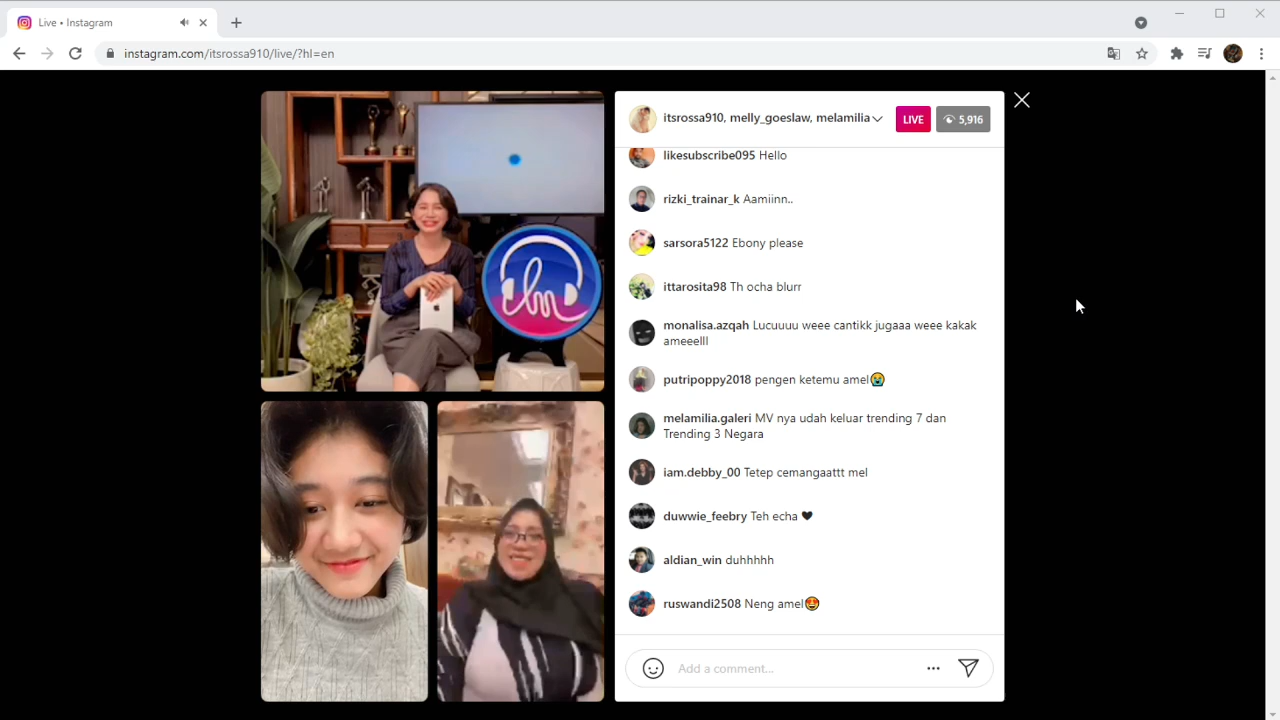 Live • Instagram
instagram.com/itsrossa910/live/?hl=en
itsrossa910, melly_goeslaw, melamilia
LIVE
5,916
likesubscribe095 Hello
rizki_trainar_k Aamiinn..
sarsora5122 Ebony please
ittarosita98 Th ocha blurr
monalisa.azqah Lucuuuu weee cantikk jugaaa weee kakak
ameeelll
putripoppy2018 pengen ketemu amel😭
melamilia.galeri MV nya udah keluar trending 7 dan
Trending 3 Negara
iam.debby_00 Tetep cemangaattt mel
duwwie_feebry Teh echa 🖤
aldian_win duhhhhh
ruswandi2508 Neng amel😍
Add a comment...
lm